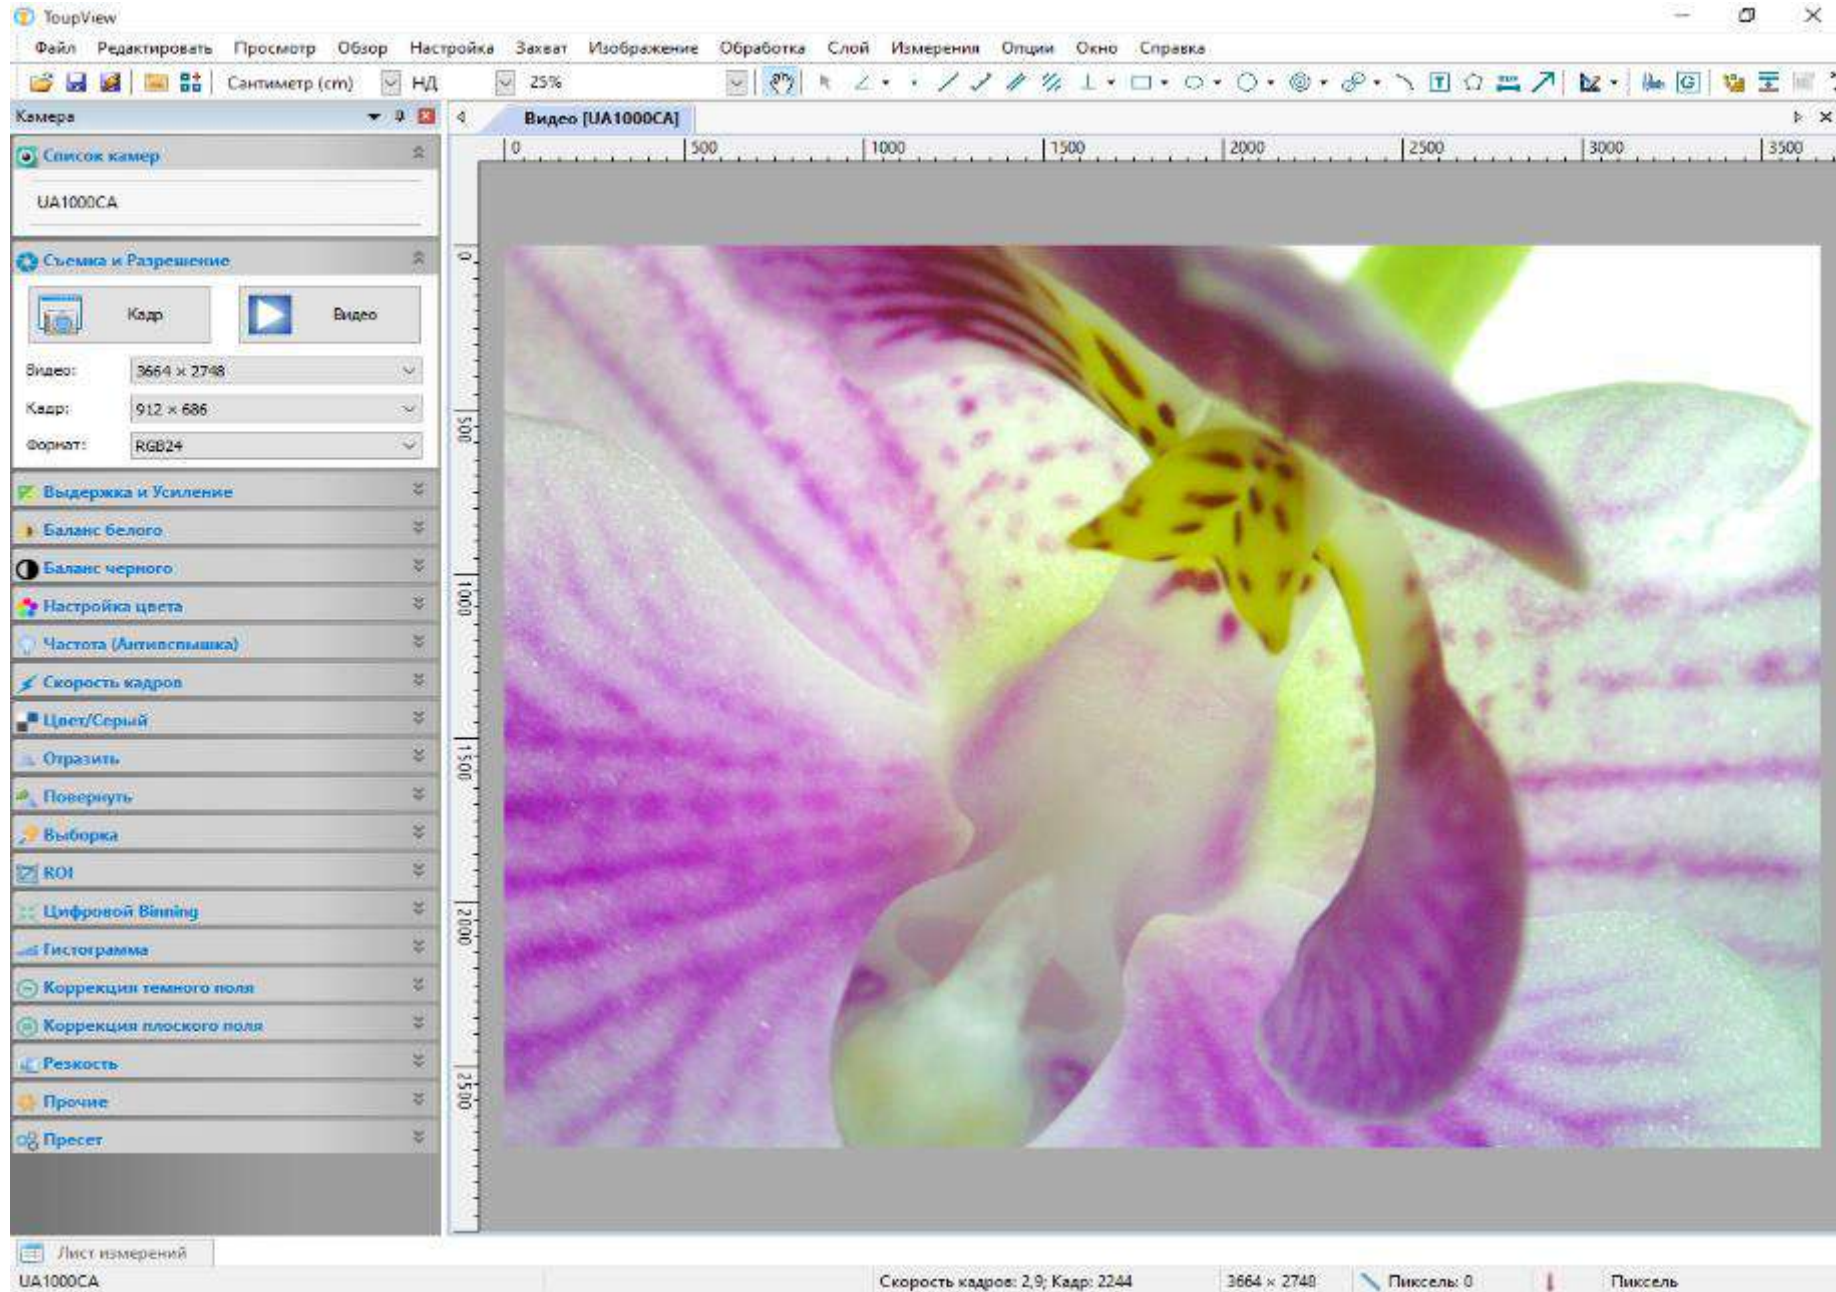 ToupView
Файл Редактировать Просмотр Обзор Настройка Захват Изображение Обработка Слой Измерения Опции Окно Справка
Сантиметр (cm) НД 25%
Камера
Видео [UA1000CA]
0 500 1000 1500 2000 2500 3000 3500
Список камер
UA1000CA
Съемка и Разрешение
Кадр Видео
Видео: 3664 × 2748
Кадр: 912 × 686
Формат: RGB24
Выдержка и Усиление
Баланс белого
Баланс черного
Настройка цвета
Частота (Антивспышка)
Скорость кадров
Цвет/Серый
Отразить
Повернуть
Выборка
ROI
Цифровой Binning
Гистограмма
Коррекция темного поля
Коррекция плоского поля
Резкость
Прочие
Пресет
0
500
1000
1500
2000
2500
Лист измерений
UA1000CA Скорость кадров: 2,9; Кадр: 2244 3664 × 2748 Пиксель: 0 Пиксель